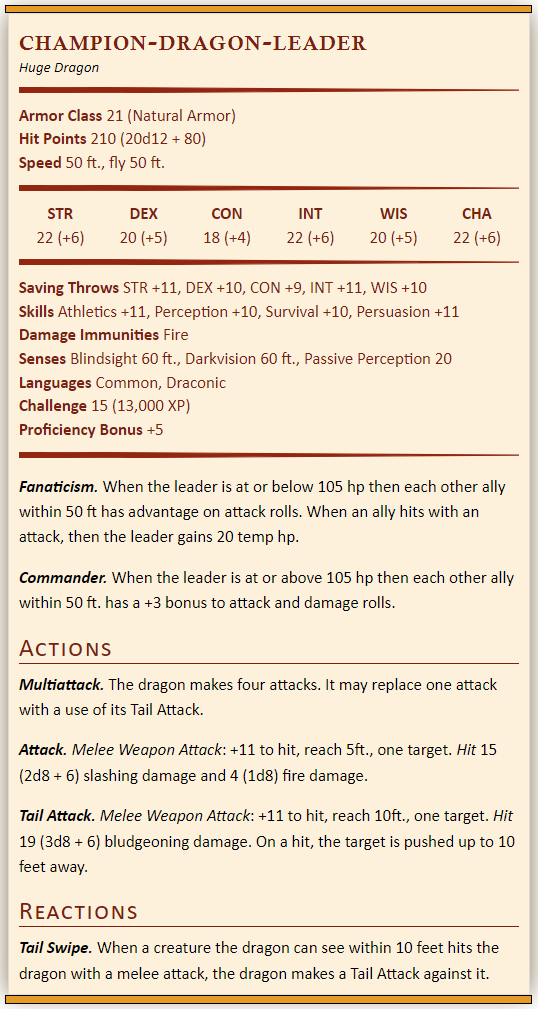 CHAMPION-DRAGON-LEADER
Huge Dragon
Armor Class 21 (Natural Armor)
Hit Points 210 (20d12 + 80)
Speed 50 ft., fly 50 ft.
STR DEX CON INT WIS CHA
22 (+6) 20 (+5) 18 (+4) 22 (+6) 20 (+5) 22 (+6)
Saving Throws STR +11, DEX +10, CON +9, INT +11, WIS +10
Skills Athletics +11, Perception +10, Survival +10, Persuasion +11
Damage Immunities Fire
Senses Blindsight 60 ft., Darkvision 60 ft., Passive Perception 20
Languages Common, Draconic
Challenge 15 (13,000 XP)
Proficiency Bonus +5
Fanaticism. When the leader is at or below 105 hp then each other ally
within 50 ft has advantage on attack rolls. When an ally hits with an
attack, then the leader gains 20 temp hp.
Commander. When the leader is at or above 105 hp then each other ally
within 50 ft. has a +3 bonus to attack and damage rolls.
ACTIONS
Multiattack. The dragon makes four attacks. It may replace one attack
with a use of its Tail Attack.
Attack. Melee Weapon Attack: +11 to hit, reach 5ft., one target. Hit 15
(2d8 + 6) slashing damage and 4 (1d8) fire damage.
Tail Attack. Melee Weapon Attack: +11 to hit, reach 10ft., one target. Hit
19 (3d8 + 6) bludgeoning damage. On a hit, the target is pushed up to 10
feet away.
REACTIONS
Tail Swipe. When a creature the dragon can see within 10 feet hits the
dragon with a melee attack, the dragon makes a Tail Attack against it.